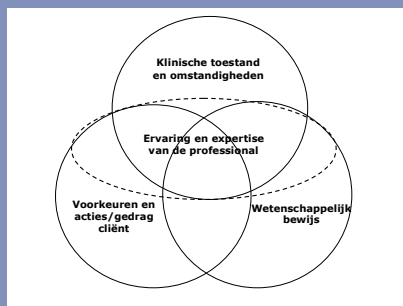 Klinische toestand
en omstandigheden
Ervaring en expertise
van de professional
Voorkeuren en
acties/gedrag
cliënt
Wetenschappelijk
bewijs